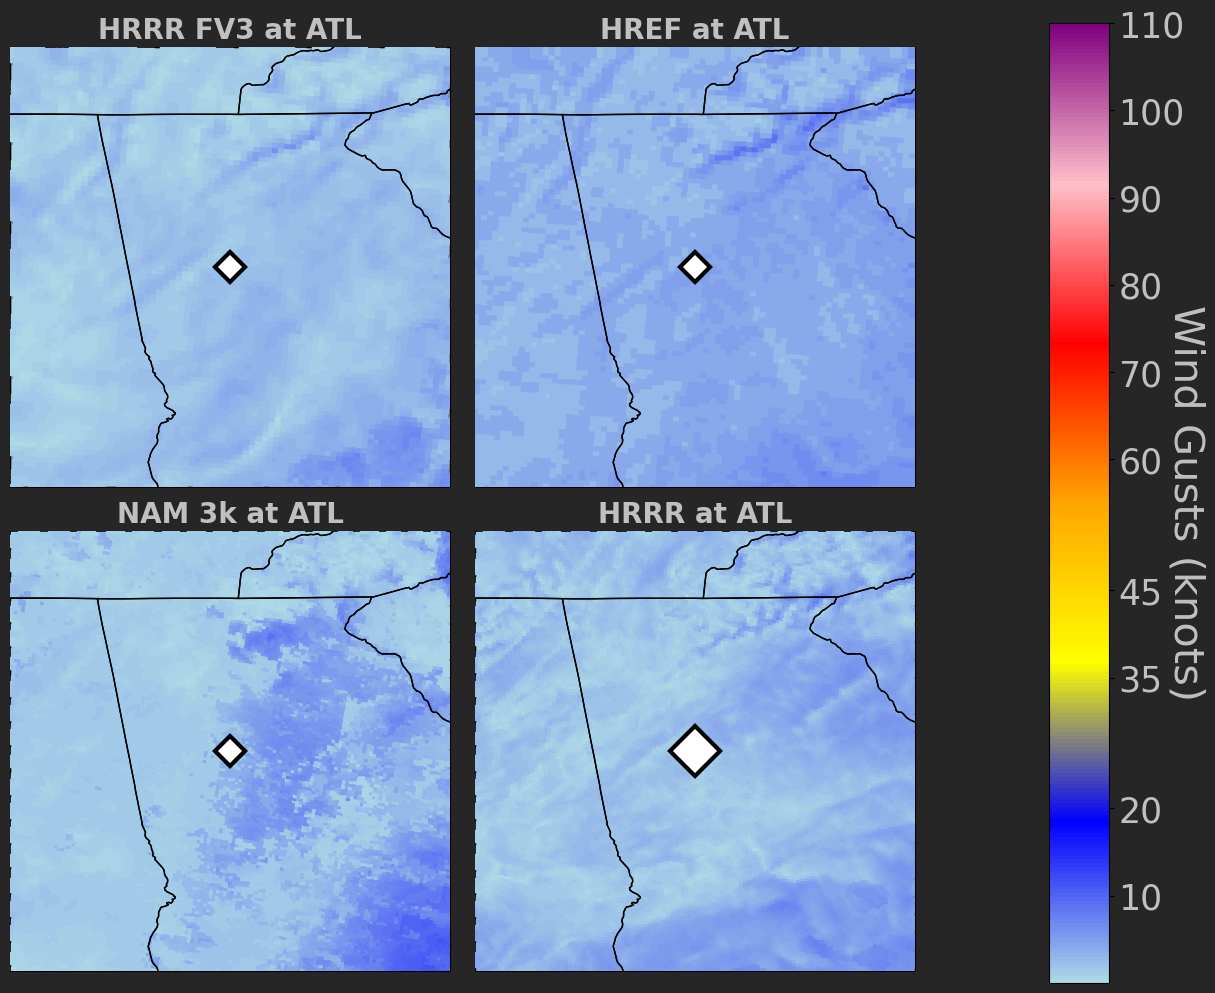 HRRR FV3 at ATL
HREF at ATL
NAM 3k at ATL
HRRR at ATL
110
100
90
80
70
60
45
35
20
10
Wind Gusts (knots)